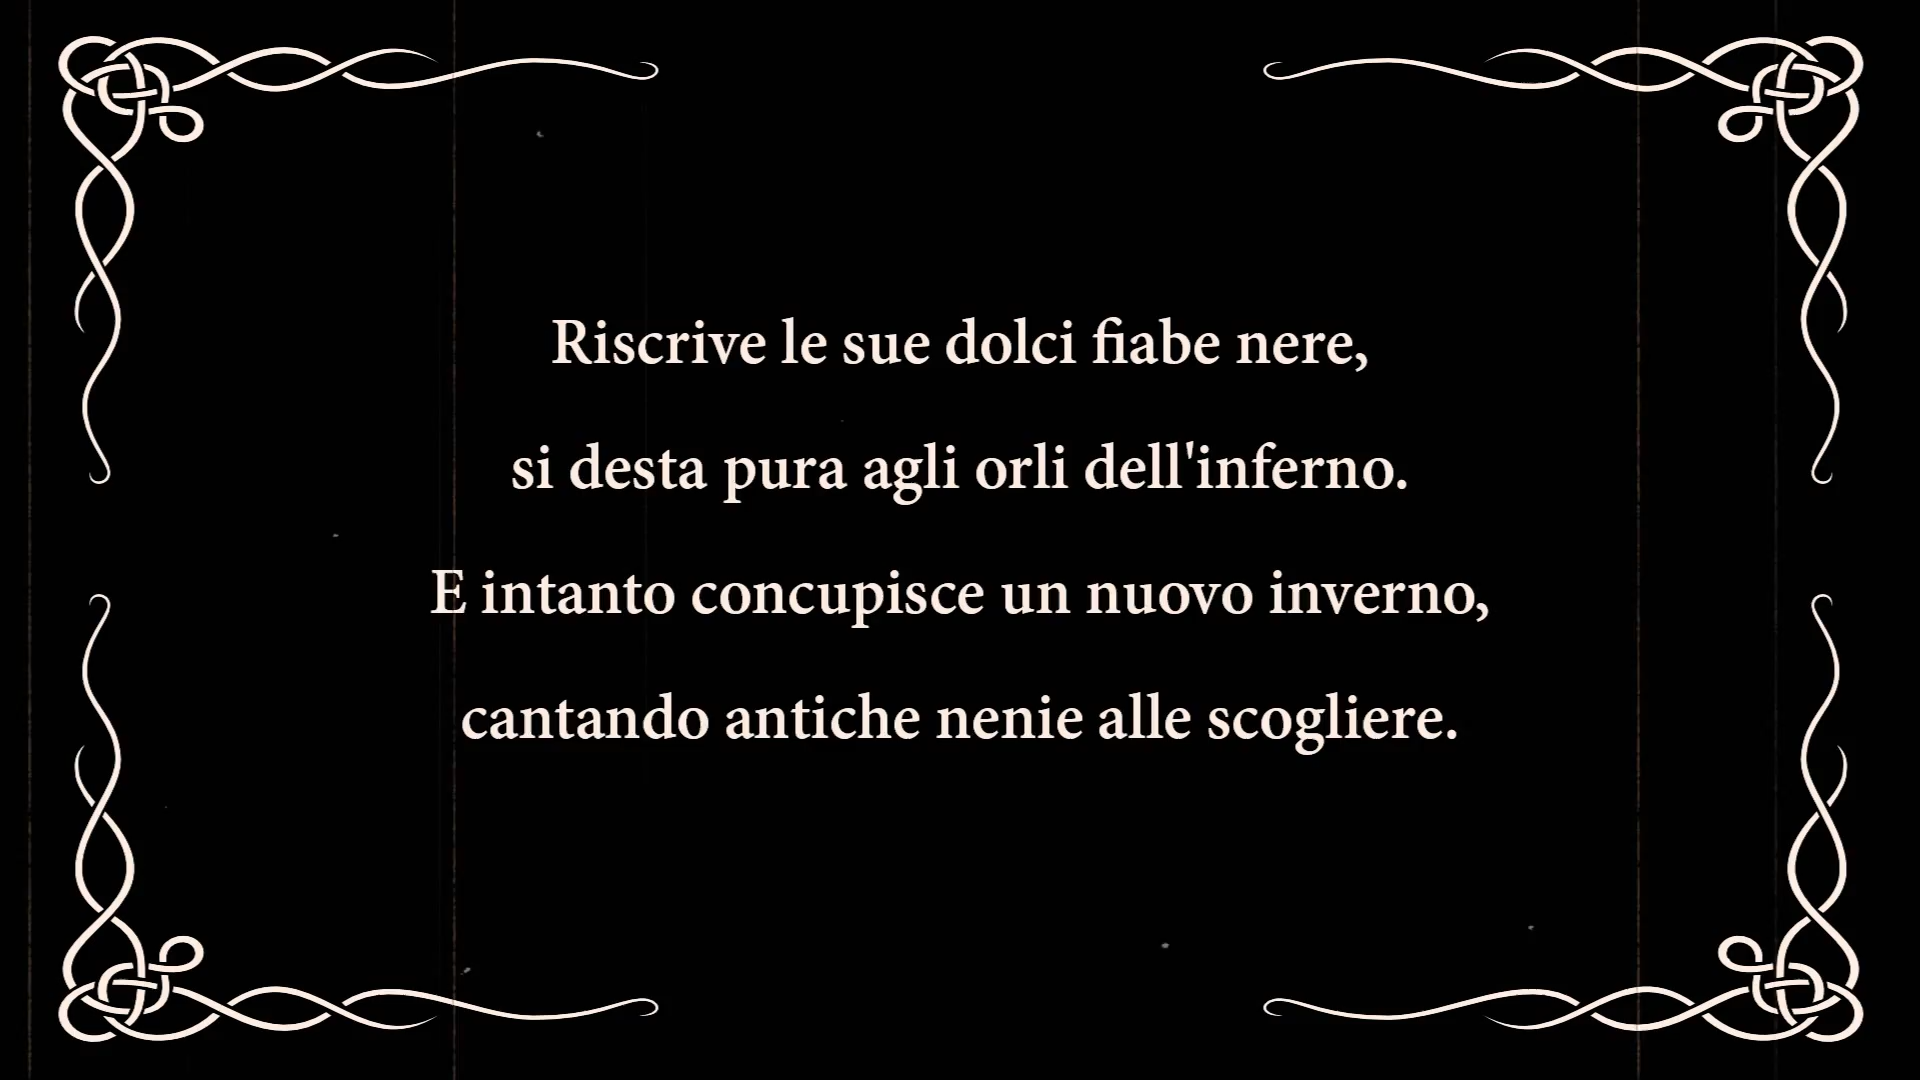 Riscrive le sue dolci fiabe nere,
si desta pura agli orli dell'inferno.
E intanto concupisce un nuovo inverno,
cantando antiche nenie alle scogliere.